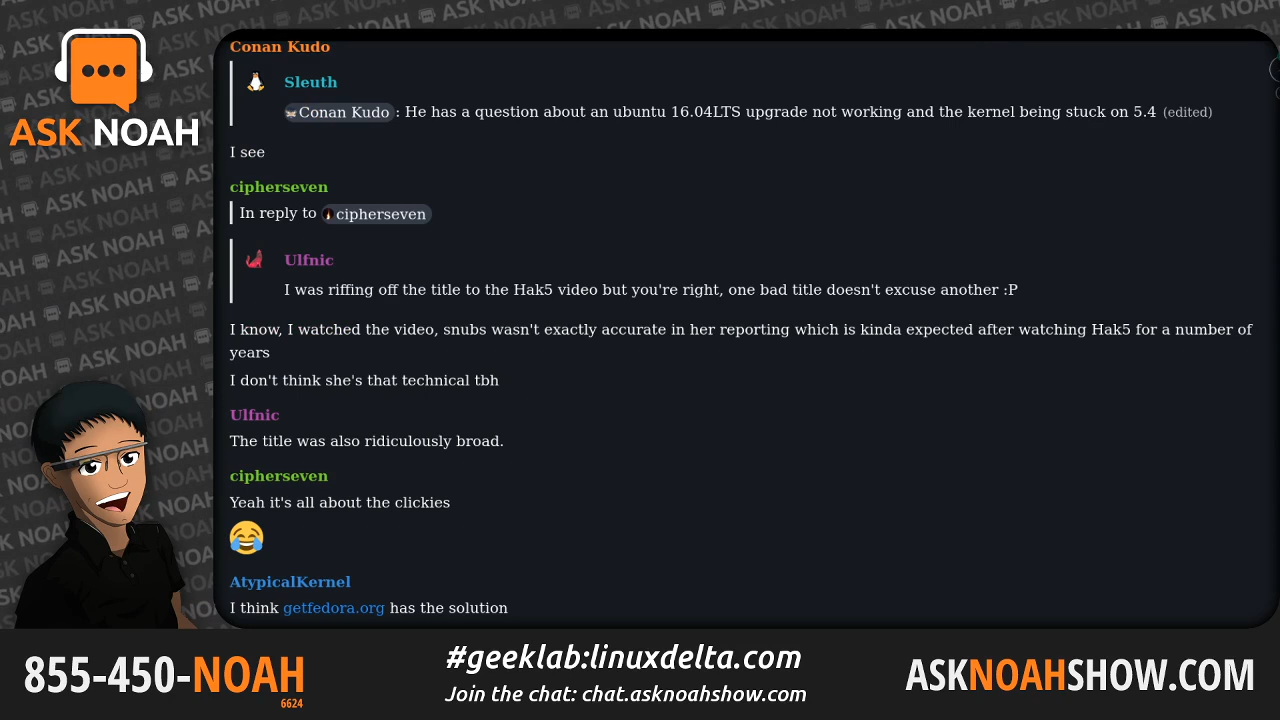 ASK NOAH
Conan Kudo
Sleuth
Conan Kudo : He has a question about an ubuntu 16.04LTS upgrade not working and the kernel being stuck on 5.4 (edited)
I see
cipherseven
In reply to cipherseven
Ulfnic
I was riffing off the title to the Hak5 video but you're right, one bad title doesn't excuse another :P
I know, I watched the video, snubs wasn't exactly accurate in her reporting which is kinda expected after watching Hak5 for a number of
years
I don't think she's that technical tbh
Ulfnic
The title was also ridiculously broad.
cipherseven
Yeah it's all about the clickies
AtypicalKernel
I think getfedora.org has the solution
855-450-NOAH
6624
#geeklab:linuxdelta.com
Join the chat: chat.asknoahshow.com
ASKNOAHSHOW.COM